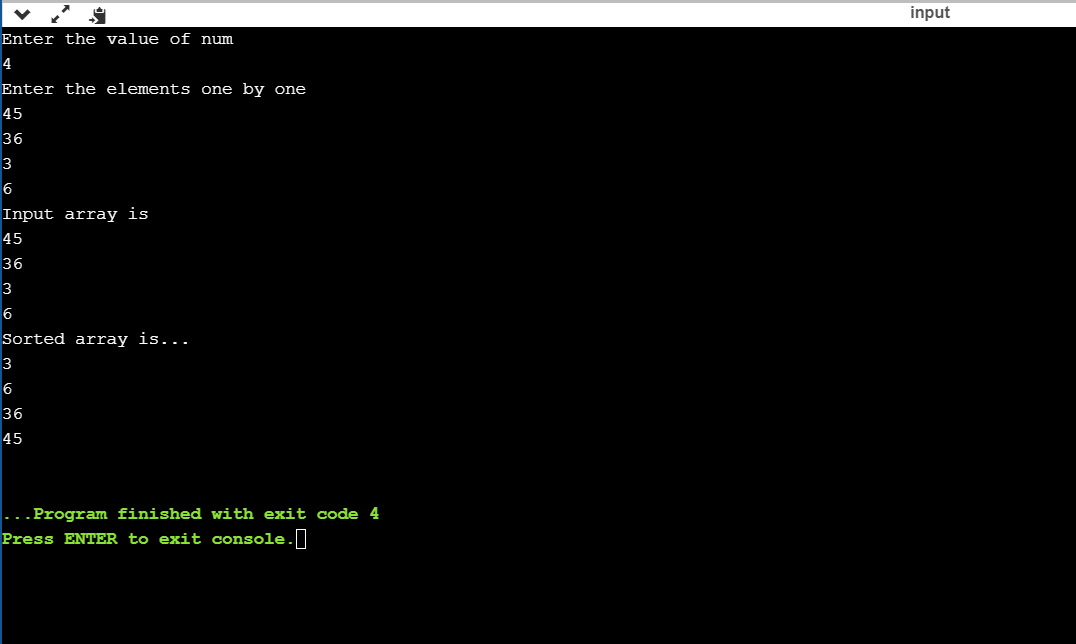 input
Enter the value of num
4
Enter the elements one by one
45
36
3
6
Input array is
45
36
3
6
Sorted array is...
3
6
36
45
...Program finished with exit code 4
Press ENTER to exit console.